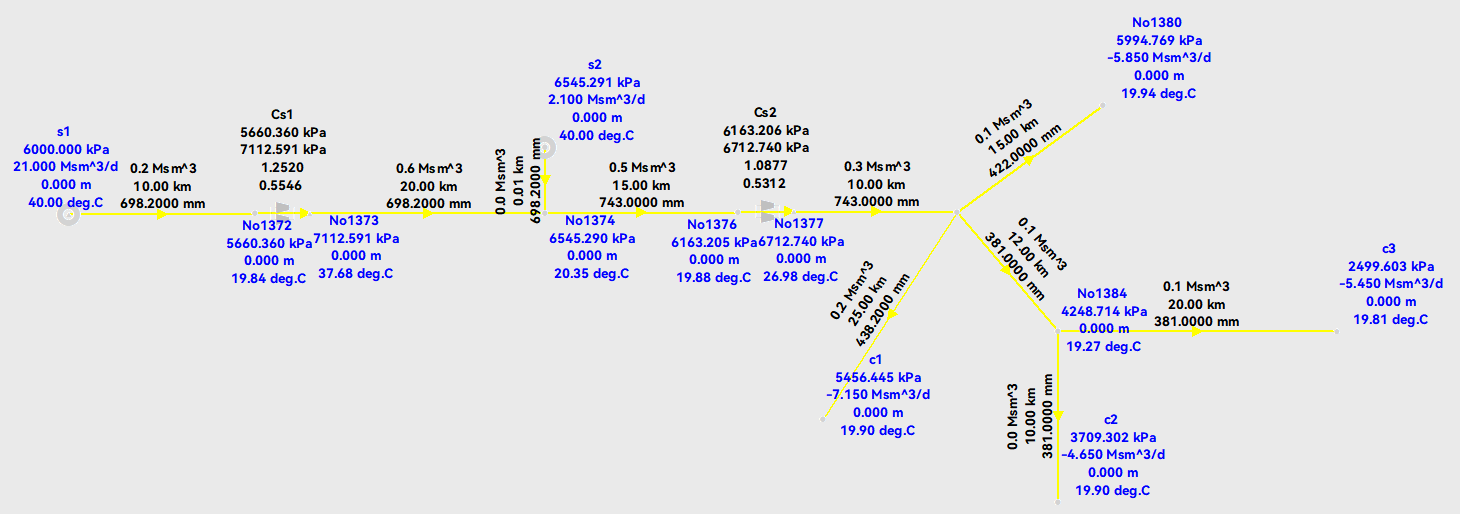 No1380
5994.769 kPa
-5.850 Msm^3/d
0.000 m
19.94 deg.C
s2
6545.291 kPa
2.100 Msm^3/d
0.000 m
40.00 deg.C
Cs1
5660.360 kPa
7112.591 kPa
1.2520
0.5546
Cs2
6163.206 kPa
6712.740 kPa
1.0877
0.5312
s1
6000.000 kPa
21.000 Msm^3/d
0.000 m
40.00 deg.C
0.2 Msm^3
10.00 km
698.2000 mm
0.6 Msm^3
20.00 km
698.2000 mm
0.0 Msm^3
0.01 km
698.2000 mm
0.5 Msm^3
15.00 km
743.0000 mm
0.3 Msm^3
10.00 km
743.0000 mm
0.1 Msm^3
15.00 km
422.0000 mm
No1372
5660.360 kPa
0.000 m
19.84 deg.C
No1373
7112.591 kPa
0.000 m
37.68 deg.C
No1374
6545.290 kPa
0.000 m
20.35 deg.C
No1376
6163.205 kPa
0.000 m
19.88 deg.C
No1377
6712.740 kPa
0.000 m
26.98 deg.C
0.2 Msm^3
25.00 km
438.2000 mm
0.1 Msm^3
12.00 km
381.0000 mm
c3
2499.603 kPa
-5.450 Msm^3/d
0.000 m
19.81 deg.C
No1384
4248.714 kPa
0.000 m
19.27 deg.C
0.1 Msm^3
20.00 km
381.0000 mm
c1
5456.445 kPa
-7.150 Msm^3/d
0.000 m
19.90 deg.C
0.0 Msm^3
10.00 km
381.0000 mm
c2
3709.302 kPa
-4.650 Msm^3/d
0.000 m
19.90 deg.C